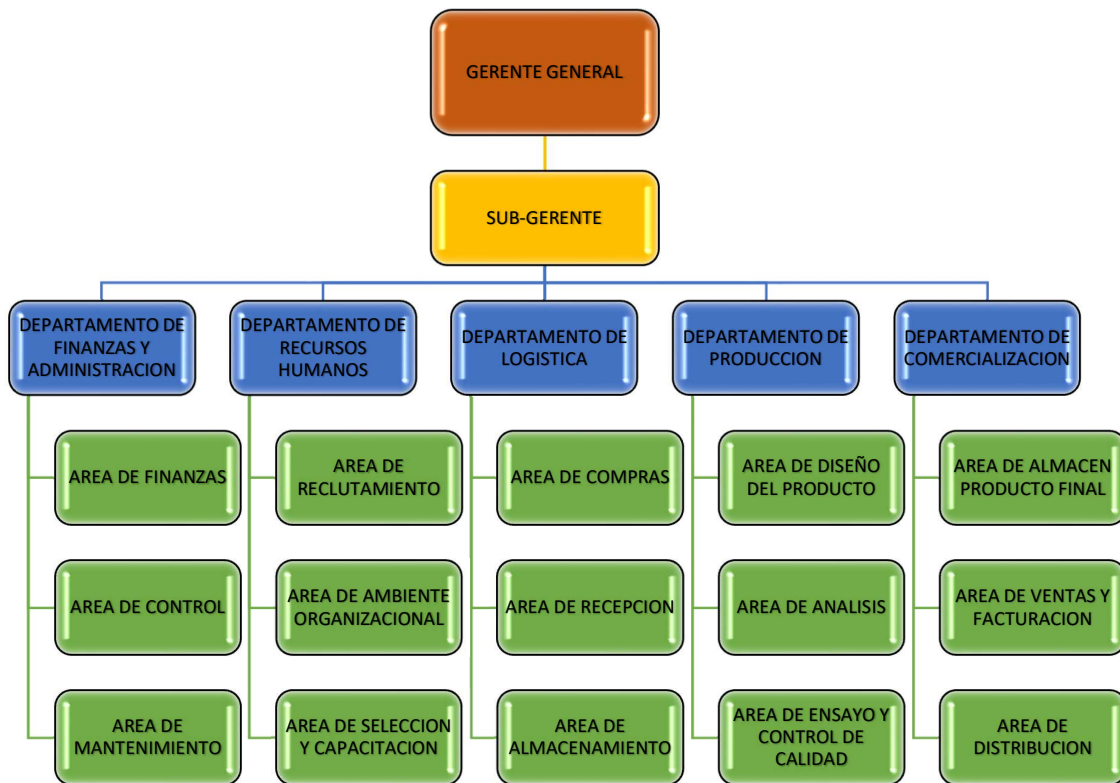 GERENTE GENERAL
SUB-GERENTE
DEPARTAMENTO DE
FINANZAS Y
ADMINISTRACION
DEPARTAMENTO DE
RECURSOS
HUMANOS
DEPARTAMENTO DE
LOGISTICA
DEPARTAMENTO DE
PRODUCCION
DEPARTAMENTO DE
COMERCIALIZACION
AREA DE FINANZAS
AREA DE
RECLUTAMIENTO
AREA DE COMPRAS
AREA DE DISEÑO
DEL PRODUCTO
AREA DE ALMACEN
PRODUCTO FINAL
AREA DE CONTROL
AREA DE AMBIENTE
ORGANIZACIONAL
AREA DE RECEPCION
AREA DE ANALISIS
AREA DE VENTAS Y
FACTURACION
AREA DE
MANTENIMIENTO
AREA DE SELECCION
Y CAPACITACION
AREA DE
ALMACENAMIENTO
AREA DE ENSAYO Y
CONTROL DE
CALIDAD
AREA DE
DISTRIBUCION